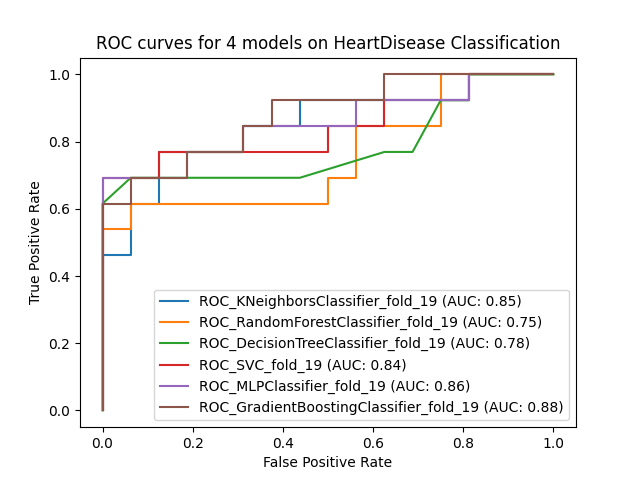 ROC curves for 4 models on HeartDisease Classification
1.0
0.8
0.6
0.4
0.2
0.0
True Positive Rate
ROC_KNeighborsClassifier_fold_19 (AUC: 0.85)
ROC_RandomForestClassifier_fold_19 (AUC: 0.75)
ROC_DecisionTreeClassifier_fold_19 (AUC: 0.78)
ROC_SVC_fold_19 (AUC: 0.84)
ROC_MLPClassifier_fold_19 (AUC: 0.86)
ROC_GradientBoostingClassifier_fold_19 (AUC: 0.88)
0.0 0.2 0.4 0.6 0.8 1.0
False Positive Rate